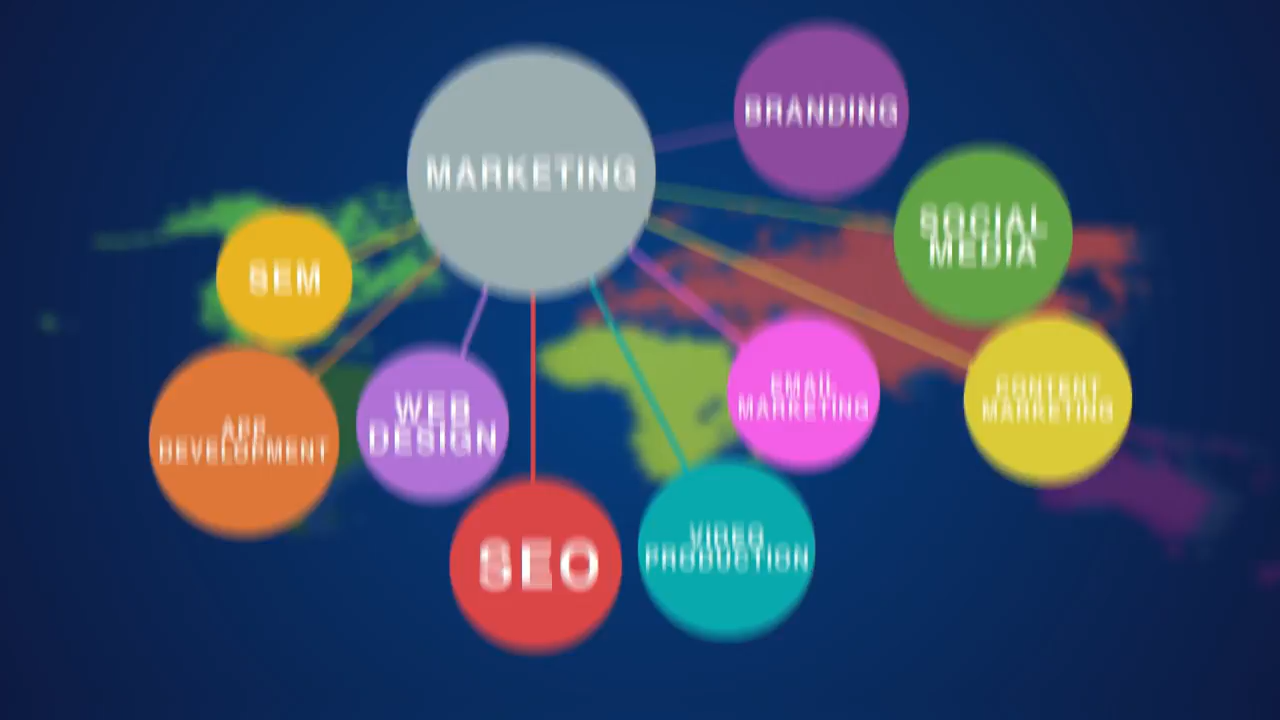 BRANDING
MARKETING
SOCIAL
MEDIA
SEM
EMAIL
MARKETING
CONTENT
MARKETING
WEB
DESIGN
APP
DEVELOPMENT
SEO
VIDEO
PRODUCTION